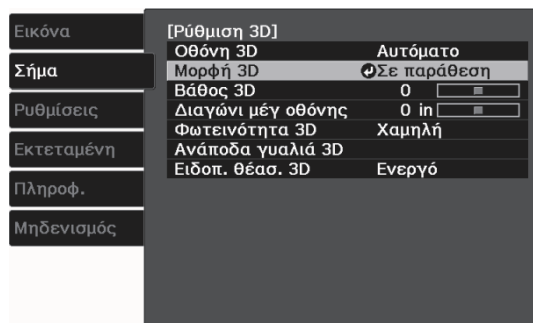 Εικόνα
Σήμα
Ρυθμίσεις
Εκτεταμένη
Πληροφ.
Μηδενισμός
[Ρύθμιση 3D]
Οθόνη 3D Αυτόματο
Μορφή 3D Σε παράθεση
Βάθος 3D 0
Διαγώνι μέγ οθόνης 0 in
Φωτεινότητα 3D Χαμηλή
Ανάποδα γυαλιά 3D
Ειδοπ. θέασ. 3D Ενεργό